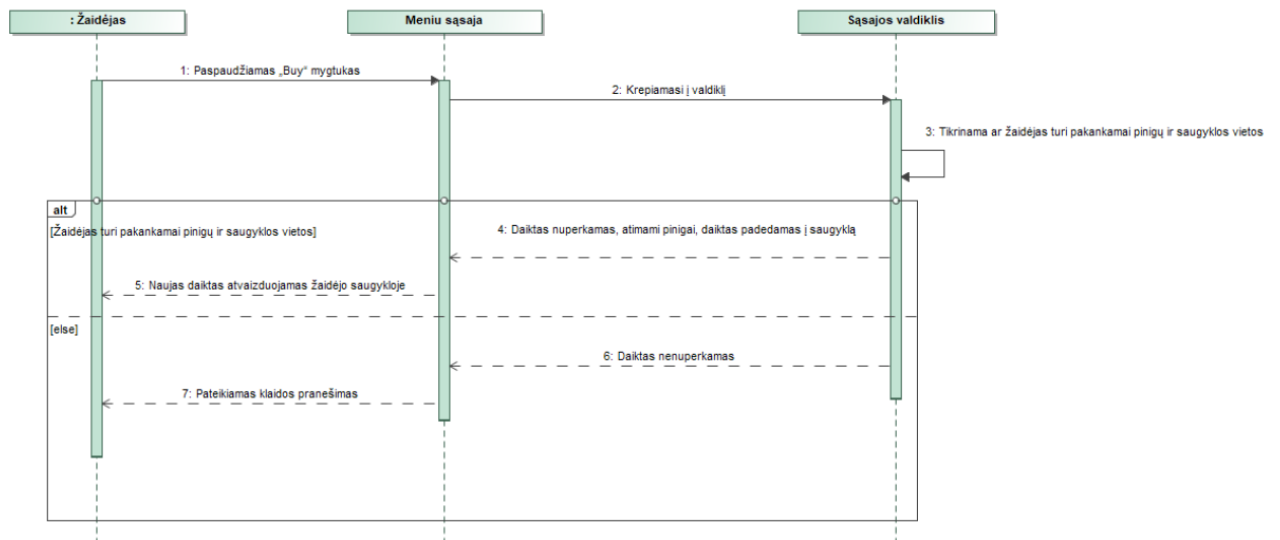 : Žaidėjas
Meniu sąsaja
Sąsajos valdiklis
1: Paspaudžiamas „Buy“ mygtukas
2: Krepiamasi į valdiklį
3: Tikrinama ar žaidėjas turi pakankamai pinigų ir saugyklos vietos
alt
[Žaidėjas turi pakankamai pinigų ir saugyklos vietos]
4: Daiktas nuperkamas, atimami pinigai, daiktas padedamas į saugyklą
5: Naujas daiktas atvaizduojamas žaidėjo saugykloje
[else]
6: Daiktas nenuperkamas
7: Pateikiamas klaidos pranešimas